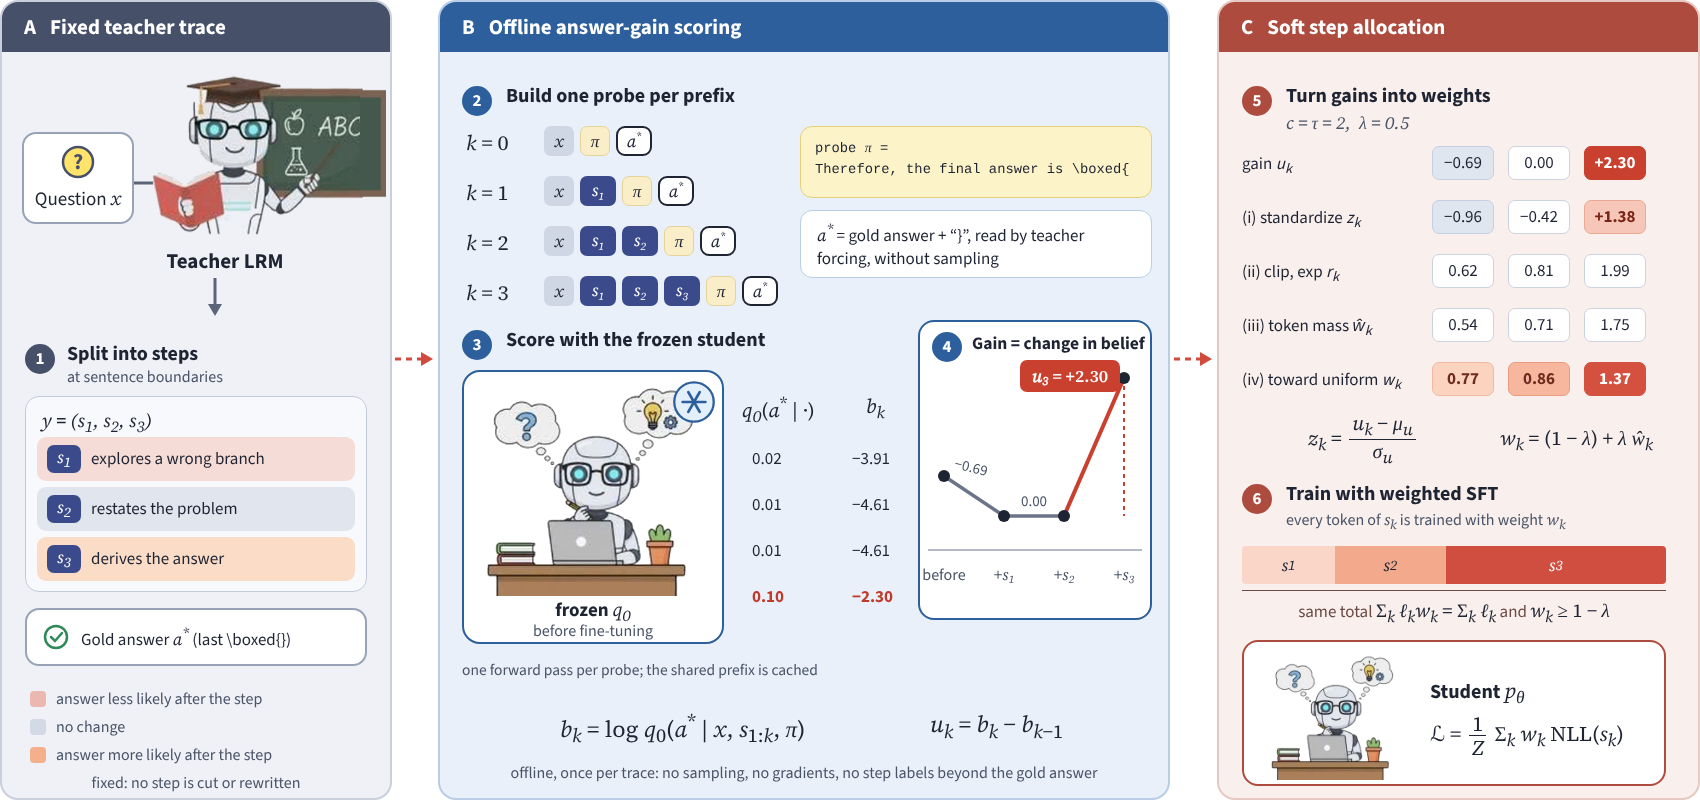 A Fixed teacher trace
ABC
?
Question x
Teacher LRM
1 Split into steps
at sentence boundaries
y = (s₁, s₂, s₃)
s₁ explores a wrong branch
s₂ restates the problem
s₃ derives the answer
Gold answer a* (last \boxed{})
answer less likely after the step
no change
answer more likely after the step
fixed: no step is cut or rewritten
B Offline answer-gain scoring
2 Build one probe per prefix
k = 0 x π a*
k = 1 x s₁ π a*
k = 2 x s₁ s₂ π a*
k = 3 x s₁ s₂ s₃ π a*
probe π =
Therefore, the final answer is \boxed{
a* = gold answer + “}”, read by teacher
forcing, without sampling
3 Score with the frozen student
?
frozen q₀
before fine-tuning
q₀(a* | ·) bₖ
0.02 −3.91
0.01 −4.61
0.01 −4.61
0.10 −2.30
4 Gain = change in belief
u₃ = +2.30
−0.69
0.00
before +s₁ +s₂ +s₃
one forward pass per probe; the shared prefix is cached
bₖ = log q₀(a* | x, s₁:ₖ, π)
uₖ = bₖ − bₖ₋₁
offline, once per trace: no sampling, no gradients, no step labels beyond the gold answer
C Soft step allocation
5 Turn gains into weights
c = τ = 2, λ = 0.5
gain uₖ −0.69 0.00 +2.30
(i) standardize zₖ −0.96 −0.42 +1.38
(ii) clip, exp rₖ 0.62 0.81 1.99
(iii) token mass ŵₖ 0.54 0.71 1.75
(iv) toward uniform wₖ 0.77 0.86 1.37
zₖ = (uₖ − μᵤ) / σᵤ
wₖ = (1 − λ) + λ ŵₖ
6 Train with weighted SFT
every token of sₖ is trained with weight wₖ
s1 s2 s3
same total Σₖ ℓₖwₖ = Σₖ ℓₖ and wₖ ≥ 1 − λ
?
Student pθ
ℒ = 1/Z Σₖ wₖ NLL(sₖ)